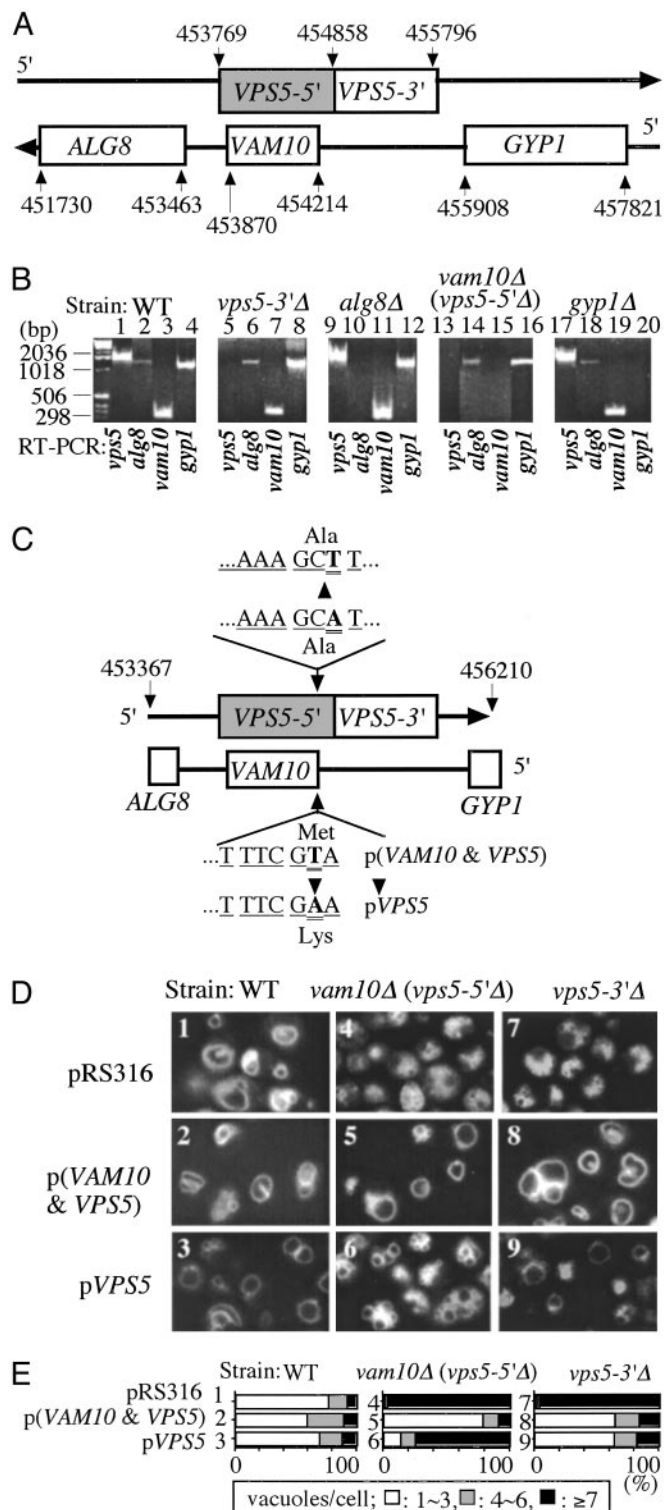 A
453769 454858 455796
5' VPS5-5' VPS5-3'
ALG8 VAM10 GYP1 5'
451730 453463 453870 454214 455908 457821
B
vam10Δ
Strain: WT vps5-3'Δ alg8Δ (vps5-5'Δ) gyp1Δ
(bp) 1 2 3 4 5 6 7 8 9 10 11 12 13 14 15 16 17 18 19 20
2036
1018
506
298
RT-PCR: vps5 alg8 vam10 gyp1 vps5 alg8 vam10 gyp1 vps5 alg8 vam10 gyp1 vps5 alg8 vam10 gyp1 vps5 alg8 vam10 gyp1
C
Ala
...AAA GCT T...
...AAA GCA T...
Ala
453367 456210
5' VPS5-5' VPS5-3'
VAM10 5'
ALG8 GYP1
Met
...T TTC GTA p(VAM10 & VPS5)
...T TTC GAA pVPS5
Lys
D
Strain: WT vam10Δ (vps5-5'Δ) vps5-3'Δ
pRS316 1 4 7
p(VAM10 & VPS5) 2 5 8
pVPS5 3 6 9
E
Strain: WT vam10Δ (vps5-5'Δ) vps5-3'Δ
pRS316 1 4 7
p(VAM10 & VPS5) 2 5 8
pVPS5 3 6 9
0 100 0 100 0 100
(%)
vacuoles/cell; : 1~3, : 4~6, : ≥7